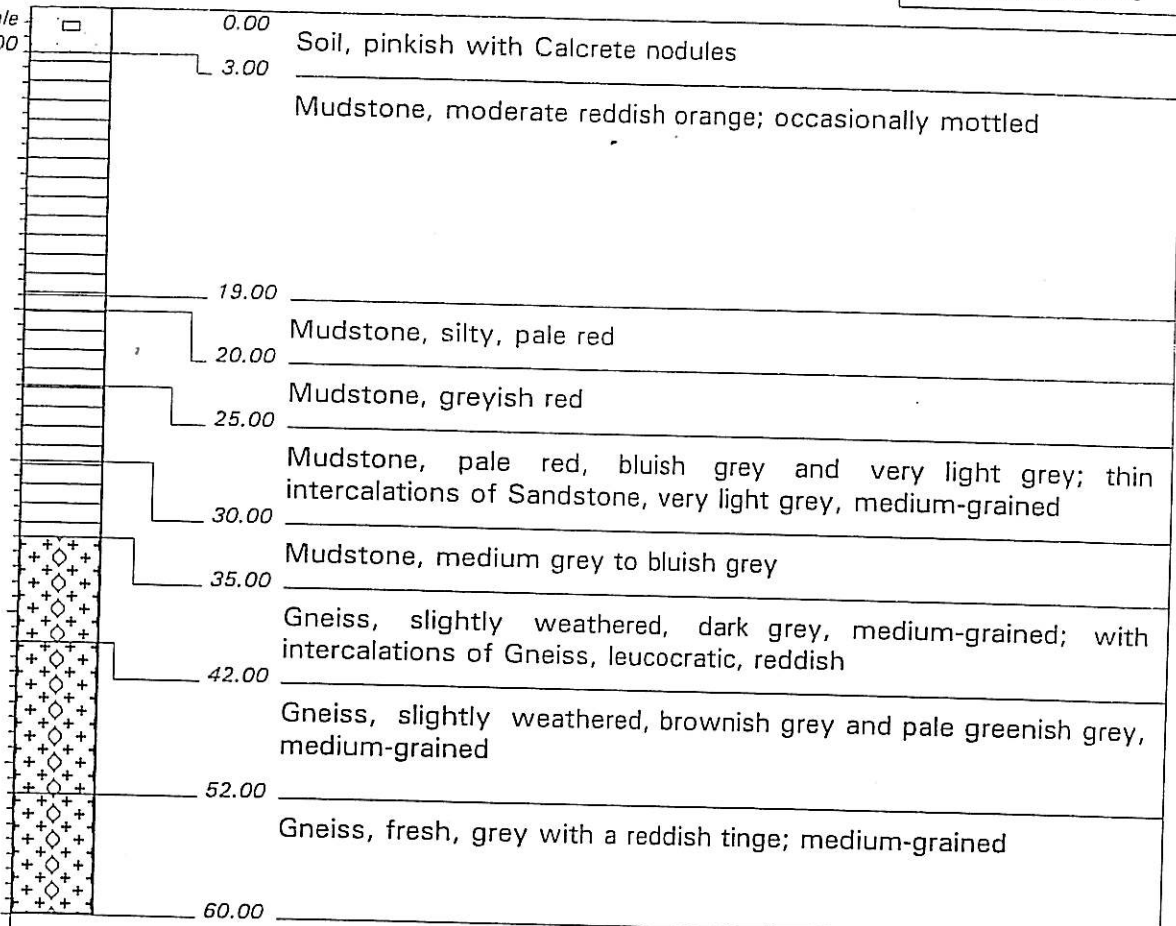 0.00
Soil, pinkish with Calcrete nodules
3.00
Mudstone, moderate reddish orange; occasionally mottled
19.00
Mudstone, silty, pale red
20.00
Mudstone, greyish red
25.00
Mudstone, pale red, bluish grey and very light grey; thin
intercalations of Sandstone, very light grey, medium-grained
30.00
Mudstone, medium grey to bluish grey
35.00
Gneiss, slightly weathered, dark grey, medium-grained; with
intercalations of Gneiss, leucocratic, reddish
42.00
Gneiss, slightly weathered, brownish grey and pale greenish grey,
medium-grained
52.00
Gneiss, fresh, grey with a reddish tinge; medium-grained
60.00